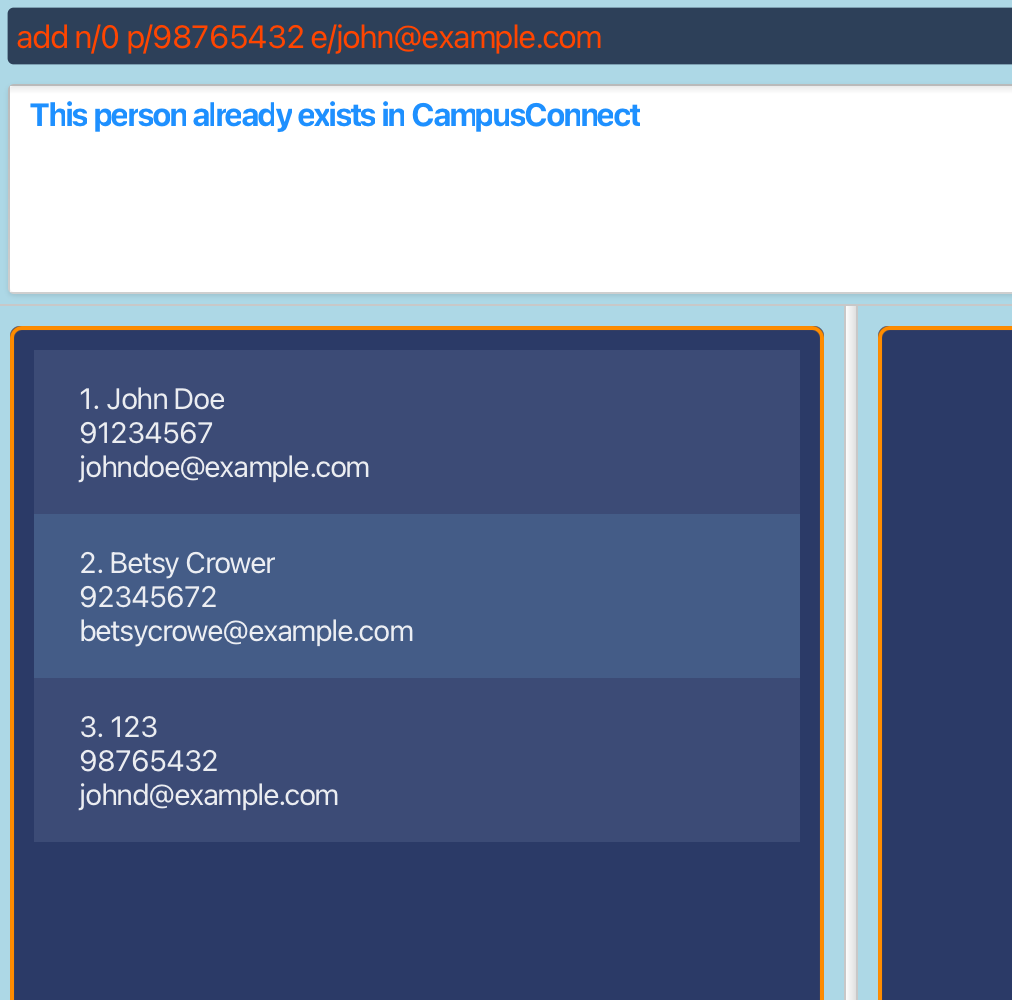 add n/0 p/98765432 e/john@example.com
This person already exists in CampusConnect
1. John Doe
91234567
johndoe@example.com
2. Betsy Crower
92345672
betsycrowe@example.com
3. 123
98765432
johnd@example.com